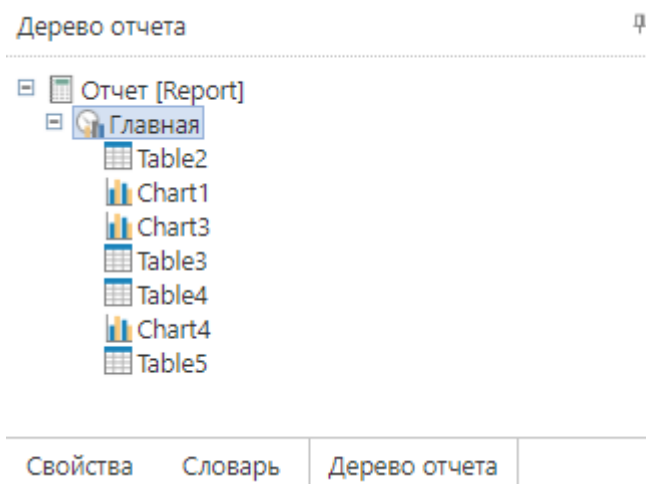 Дерево отчета
Отчет [Report]
Главная
Table2
Chart1
Chart3
Table3
Table4
Chart4
Table5
Свойства Словарь Дерево отчета